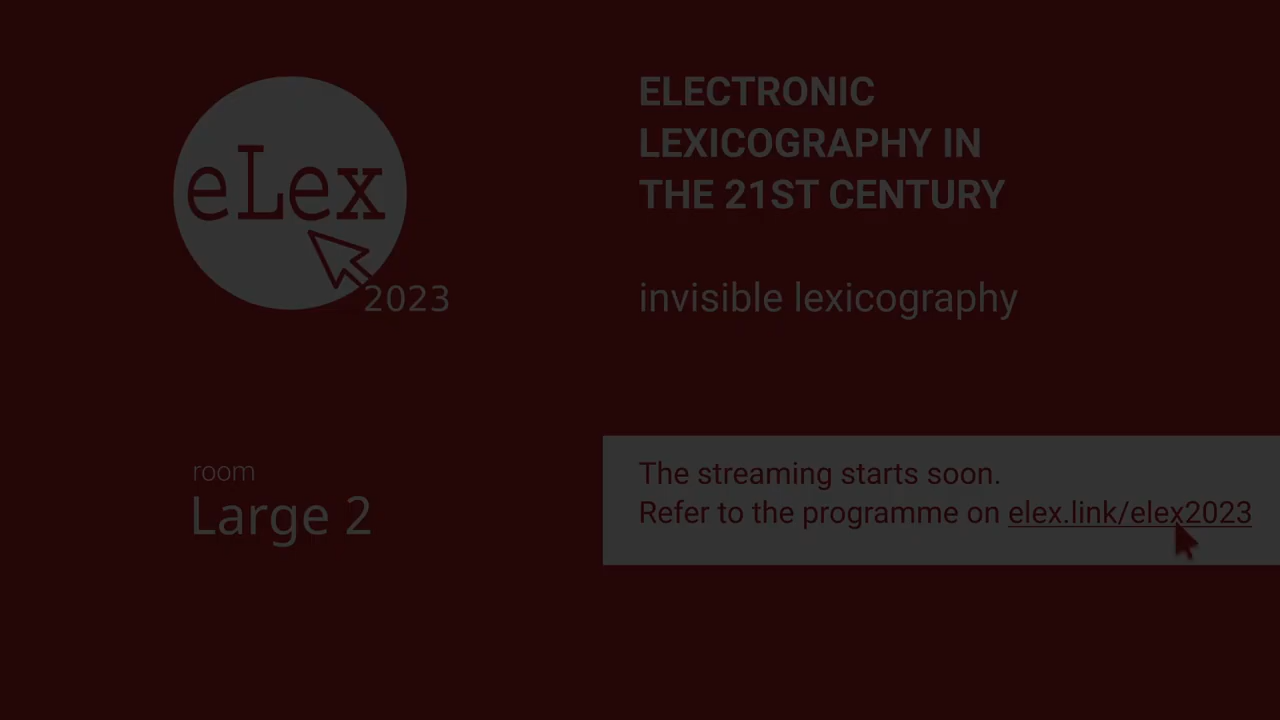 eLex
2023
ELECTRONIC
LEXICOGRAPHY IN
THE 21ST CENTURY
invisible lexicography
room
Large 2
The streaming starts soon.
Refer to the programme on elex.link/elex2023